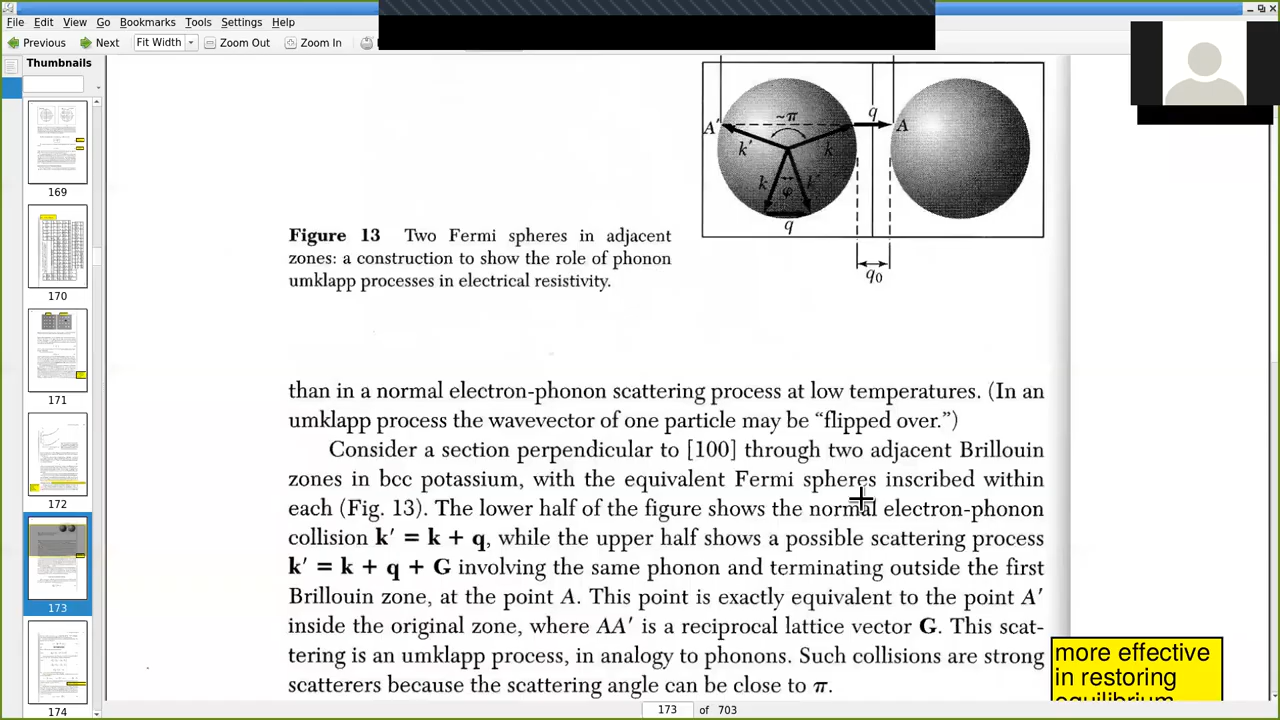 File Edit View Go Bookmarks Tools Settings Help
Previous Next Fit Width Zoom Out Zoom In
Thumbnails
169
170
171
172
173
174
A' ~π q A
k' k
k φ
q
q0
Figure 13 Two Fermi spheres in adjacent
zones: a construction to show the role of phonon
umklapp processes in electrical resistivity.
than in a normal electron-phonon scattering process at low temperatures. (In an
umklapp process the wavevector of one particle may be “flipped over.”)
Consider a section perpendicular to [100] through two adjacent Brillouin
zones in bcc potassium, with the equivalent Fermi spheres inscribed within
each (Fig. 13). The lower half of the figure shows the normal electron-phonon
collision k' = k + q, while the upper half shows a possible scattering process
k' = k + q + G involving the same phonon and terminating outside the first
Brillouin zone, at the point A. This point is exactly equivalent to the point A'
inside the original zone, where AA' is a reciprocal lattice vector G. This scat-
tering is an umklapp process, in analogy to phonons. Such collisions are strong
scatterers because the scattering angle can be close to π.
more effective
in restoring
equilibrium
173 of 703